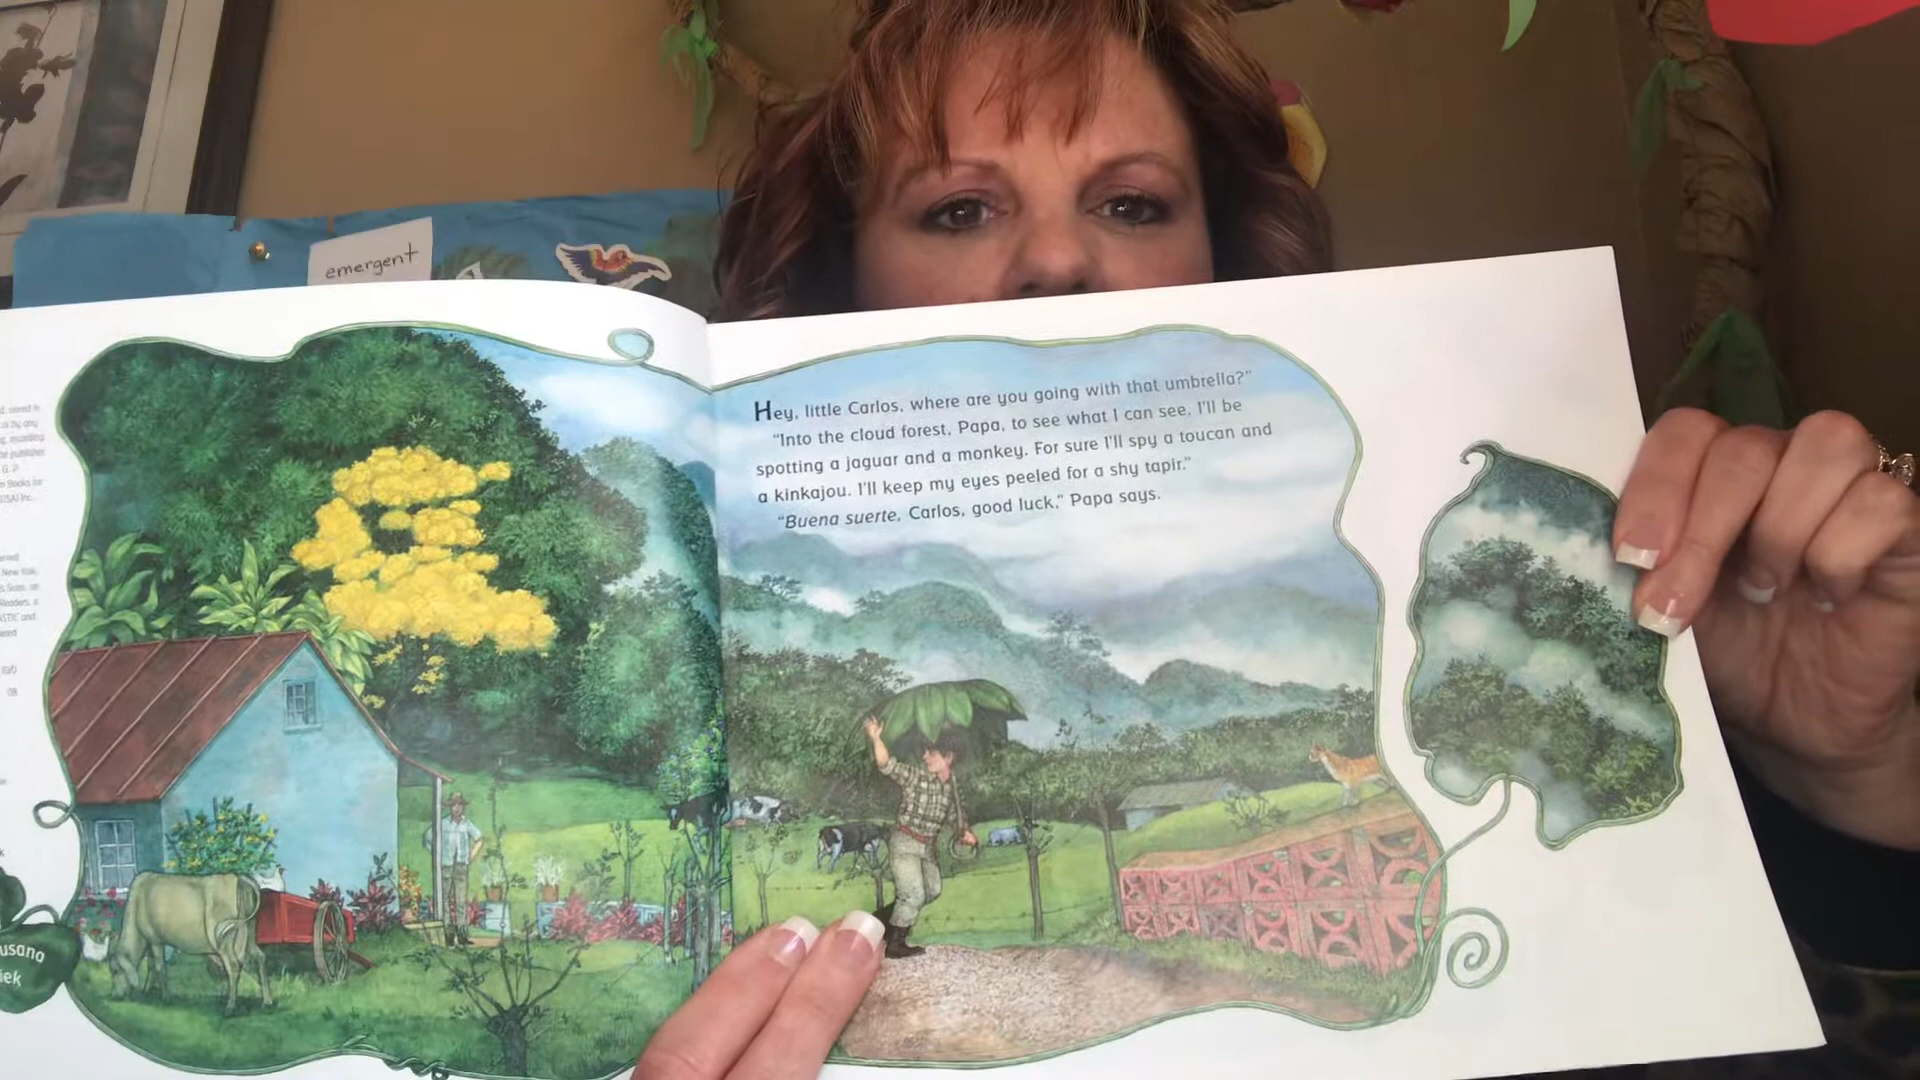 emergent
Hey, little Carlos, where are you going with that umbrella?"
"Into the cloud forest, Papa, to see what I can see. I'll be
spotting a jaguar and a monkey. For sure I'll spy a toucan and
a kinkajou. I'll keep my eyes peeled for a shy tapir."
"Buena suerte, Carlos, good luck," Papa says.